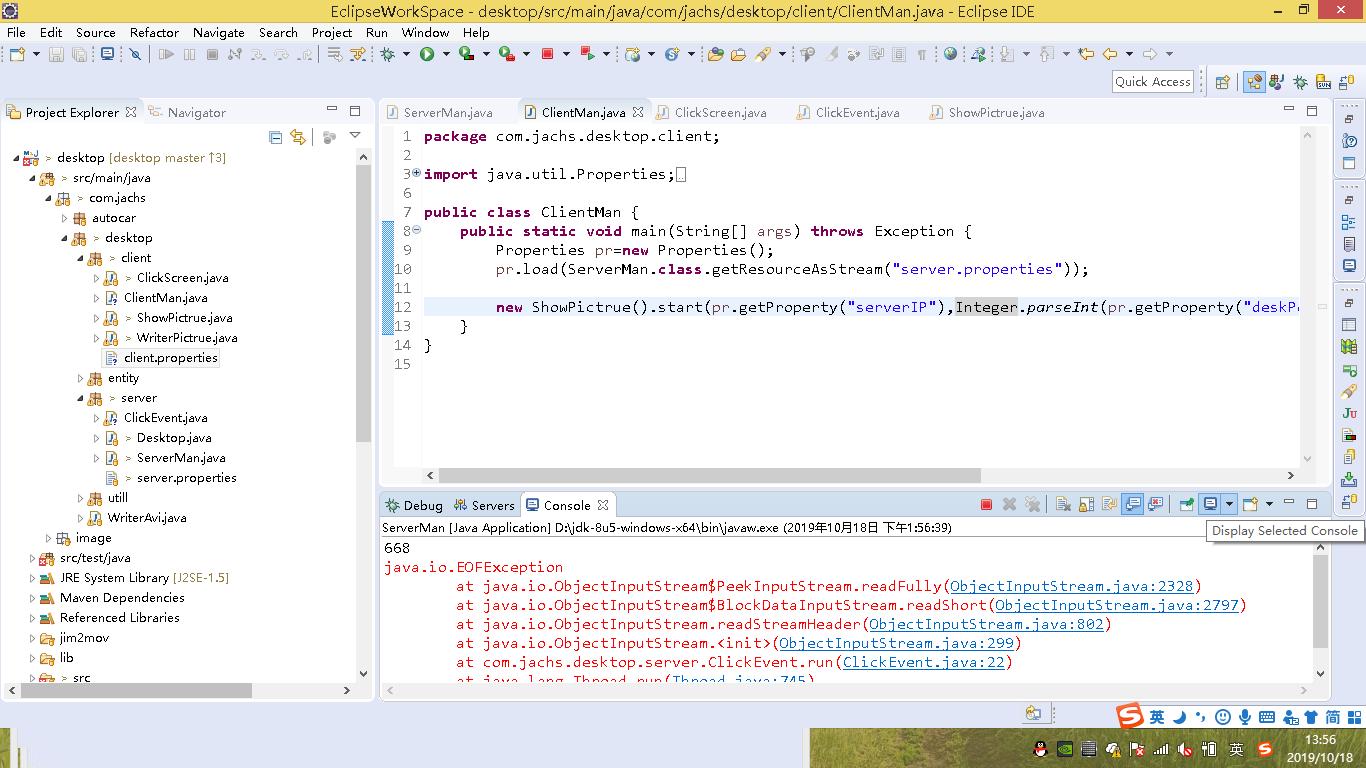 EclipseWorkSpace - desktop/src/main/java/com/jachs/desktop/client/ClientMan.java - Eclipse IDE
File Edit Source Refactor Navigate Search Project Run Window Help
Quick Access
Project Explorer Navigator
ServerMan.java ClientMan.java ClickScreen.java ClickEvent.java ShowPictrue.java
> desktop [desktop master ↑3]
> src/main/java
> com.jachs
autocar
> desktop
> client
> ClickScreen.java
ClientMan.java
> ShowPictrue.java
> WriterPictrue.java
client.properties
entity
> server
ClickEvent.java
> Desktop.java
> ServerMan.java
> server.properties
utill
WriterAvi.java
image
src/test/java
JRE System Library [J2SE-1.5]
Maven Dependencies
Referenced Libraries
jim2mov
lib
> src
1 package com.jachs.desktop.client;
2
3 import java.util.Properties;
6
7 public class ClientMan {
8 public static void main(String[] args) throws Exception {
9 Properties pr=new Properties();
10 pr.load(ServerMan.class.getResourceAsStream("server.properties"));
11
12 new ShowPictrue().start(pr.getProperty("serverIP"),Integer.parseInt(pr.getProperty("deskP
13 }
14 }
15
Debug Servers Console
ServerMan [Java Application] D:\jdk-8u5-windows-x64\bin\javaw.exe (2019年10月18日 下午1:56:39)
Display Selected Console
668
java.io.EOFException
at java.io.ObjectInputStream$PeekInputStream.readFully(ObjectInputStream.java:2328)
at java.io.ObjectInputStream$BlockDataInputStream.readShort(ObjectInputStream.java:2797)
at java.io.ObjectInputStream.readStreamHeader(ObjectInputStream.java:802)
at java.io.ObjectInputStream.<init>(ObjectInputStream.java:299)
at com.jachs.desktop.server.ClickEvent.run(ClickEvent.java:22)
at java.lang.Thread.run(Thread.java:745)
英 简
英
13:56
2019/10/18